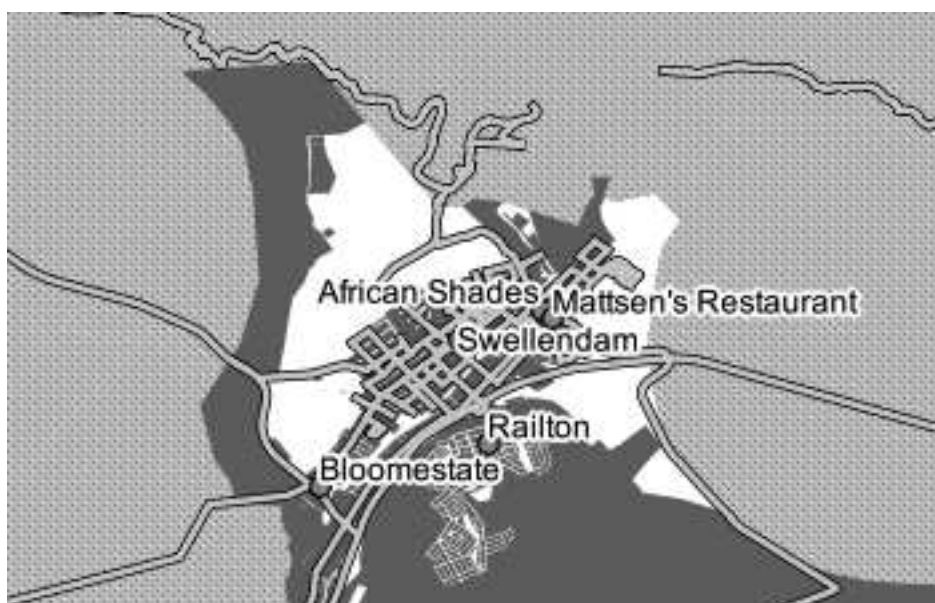 African Shades
Mattsen's Restaurant
Swellendam
Railton
Bloomestate